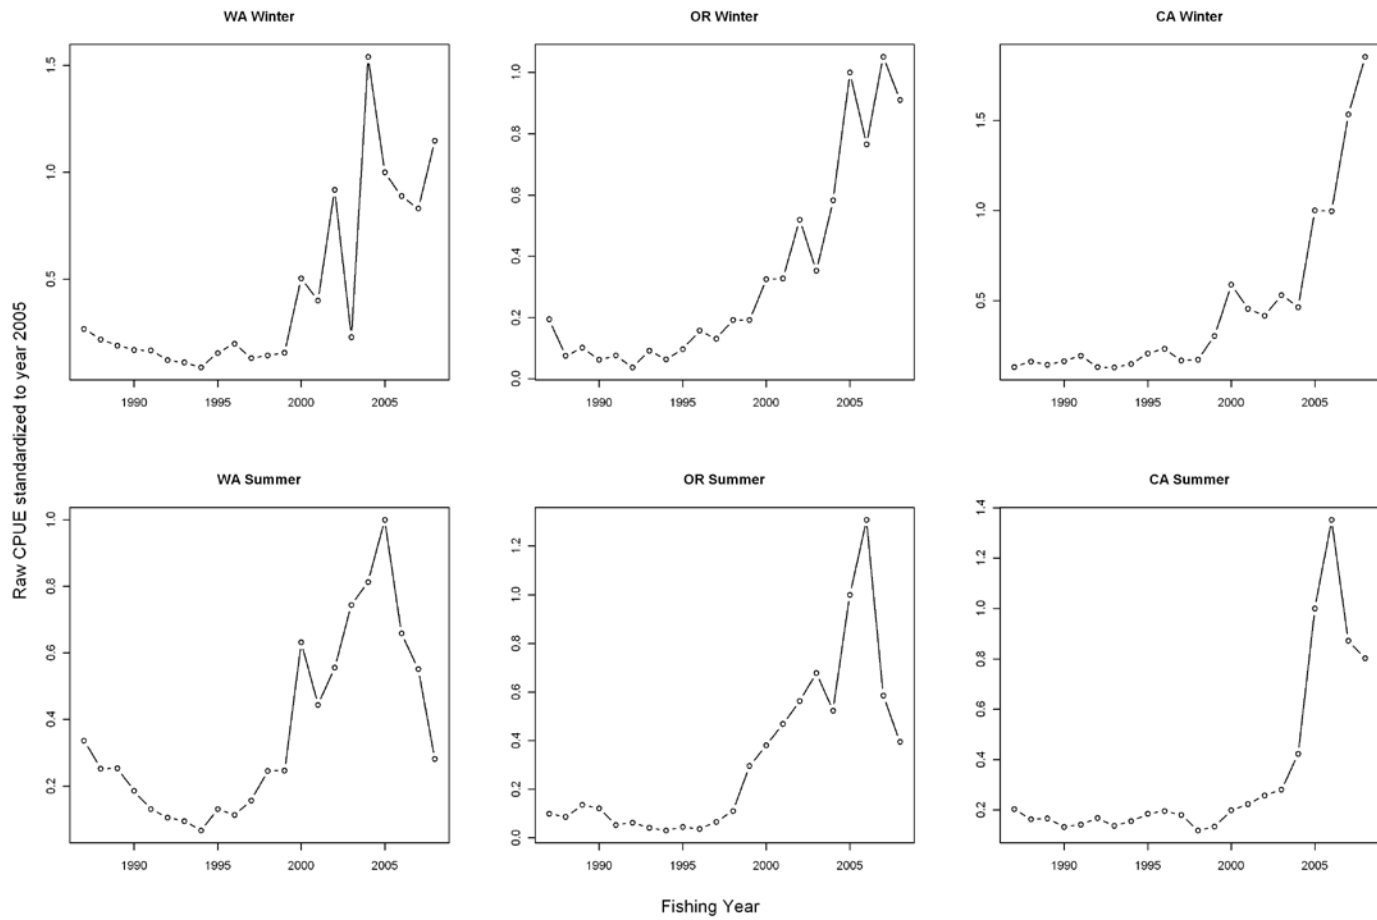 WA Winter
OR Winter
CA Winter
1.5
1.0
0.5
1990 1995 2000 2005
1.0
0.8
0.6
0.4
0.2
0.0
1990 1995 2000 2005
1.5
1.0
0.5
1990 1995 2000 2005
Raw CPUE standardized to year 2005
WA Summer
OR Summer
CA Summer
1.0
0.8
0.6
0.4
0.2
1990 1995 2000 2005
1.2
1.0
0.8
0.6
0.4
0.2
0.0
1990 1995 2000 2005
1.4
1.2
1.0
0.8
0.6
0.4
0.2
1990 1995 2000 2005
Fishing Year